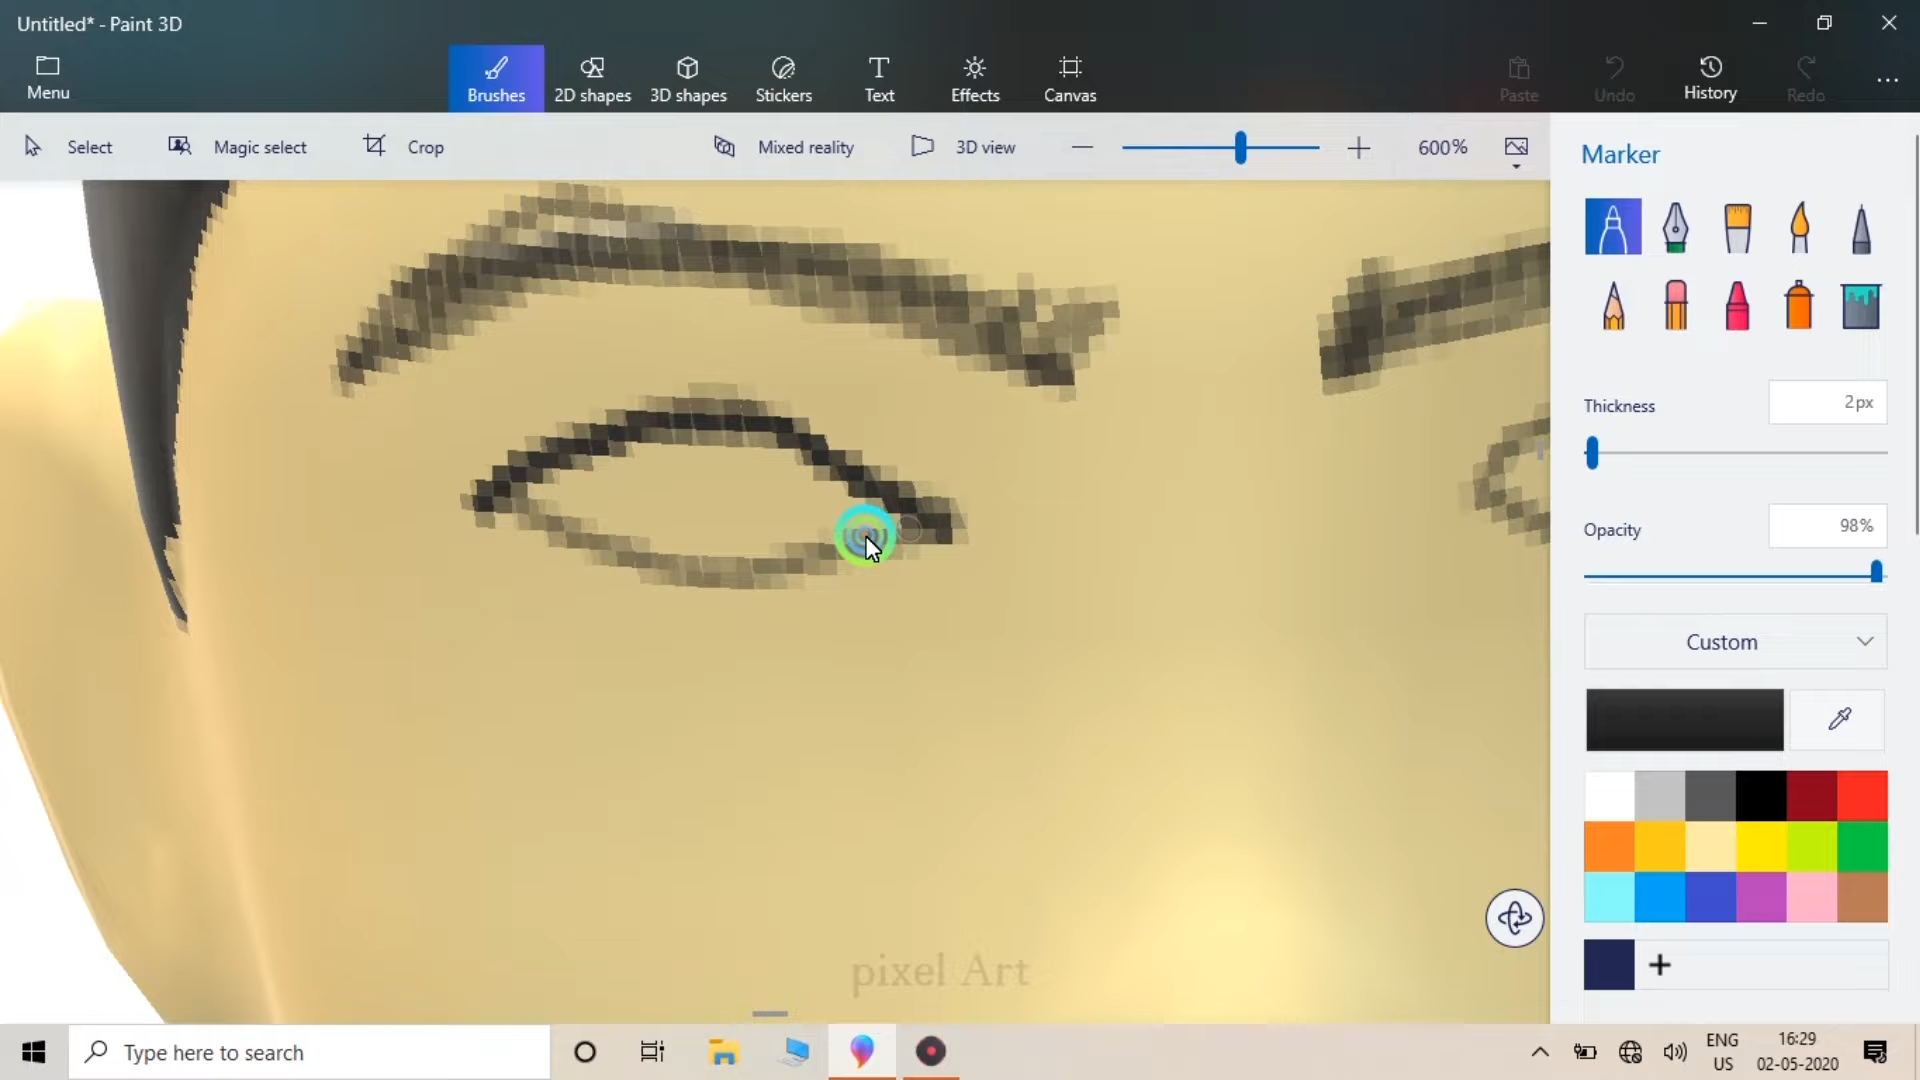 Untitled* - Paint 3D
Menu
Brushes
2D shapes
3D shapes
Stickers
Text
Effects
Canvas
Paste
Undo
History
Redo
Select
Magic select
Crop
Mixed reality
3D view
600%
Marker
Thickness
2px
Opacity
98%
Custom
pixel Art
Type here to search
ENG
US
16:29
02-05-2020